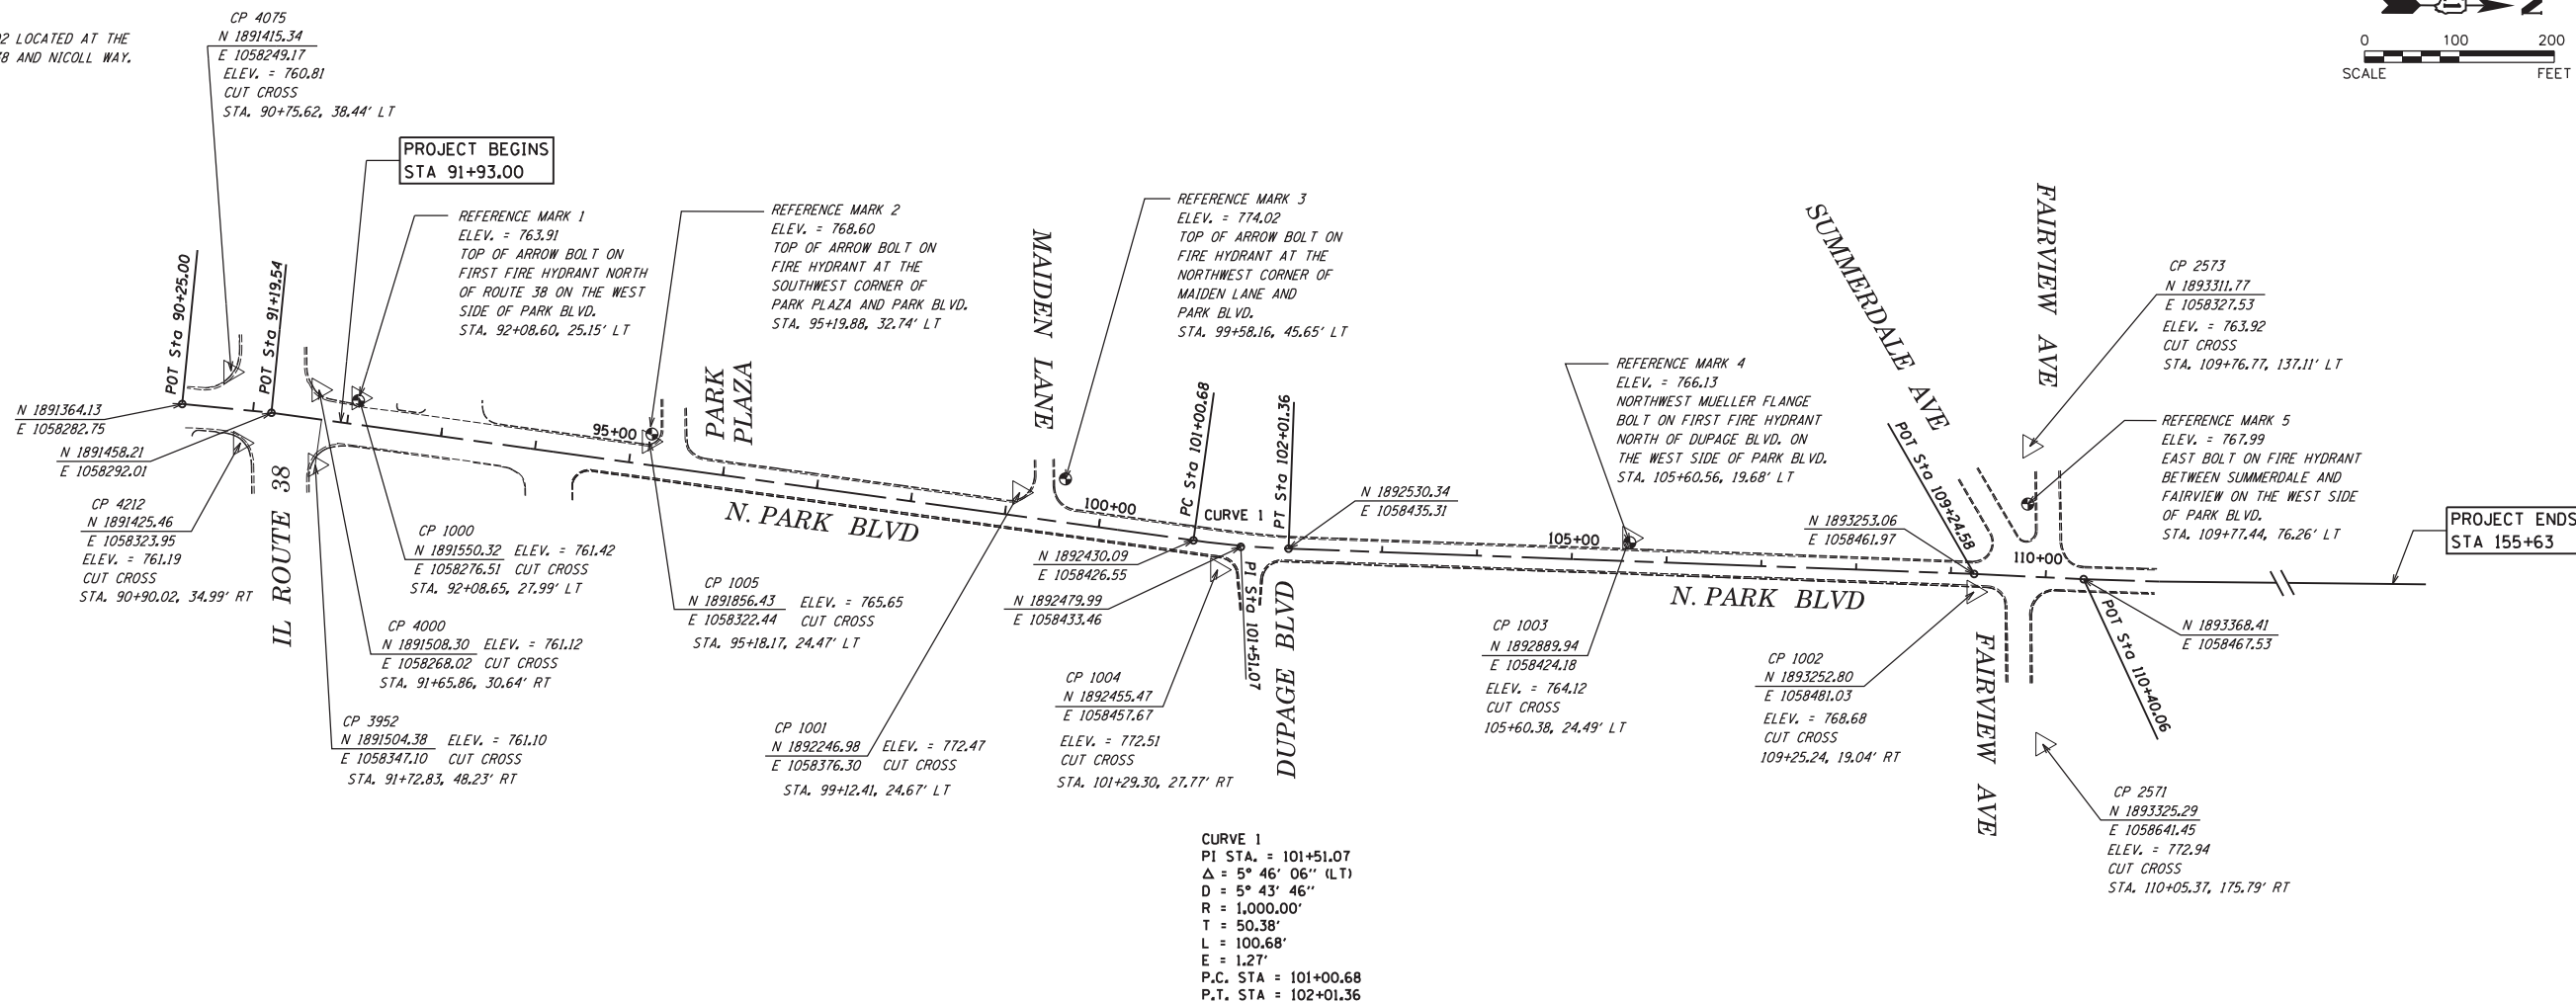 02 LOCATED AT THE
38 AND NICOLL WAY.
CP 4075
N 1891415.34
E 1058249.17
ELEV. = 760.81
CUT CROSS
STA. 90+75.62, 38.44' LT
PROJECT BEGINS
STA 91+93.00
REFERENCE MARK 1
ELEV. = 763.91
TOP OF ARROW BOLT ON
FIRST FIRE HYDRANT NORTH
OF ROUTE 38 ON THE WEST
SIDE OF PARK BLVD.
STA. 92+08.60, 25.15' LT
REFERENCE MARK 2
ELEV. = 768.60
TOP OF ARROW BOLT ON
FIRE HYDRANT AT THE
SOUTHWEST CORNER OF
PARK PLAZA AND PARK BLVD.
STA. 95+19.88, 32.74' LT
REFERENCE MARK 3
ELEV. = 774.02
TOP OF ARROW BOLT ON
FIRE HYDRANT AT THE
NORTHWEST CORNER OF
MAIDEN LANE AND
PARK BLVD.
STA. 99+58.16, 45.65' LT
REFERENCE MARK 4
ELEV. = 766.13
NORTHWEST MUELLER FLANGE
BOLT ON FIRST FIRE HYDRANT
NORTH OF DUPAGE BLVD. ON
THE WEST SIDE OF PARK BLVD.
STA. 105+60.56, 19.68' LT
CP 2573
N 1893311.77
E 1058327.53
ELEV. = 763.92
CUT CROSS
STA. 109+76.77, 137.11' LT
REFERENCE MARK 5
ELEV. = 767.99
EAST BOLT ON FIRE HYDRANT
BETWEEN SUMMERDALE AND
FAIRVIEW ON THE WEST SIDE
OF PARK BLVD.
STA. 109+77.44, 76.26' LT
PROJECT ENDS
STA 155+63
N
0 100 200
SCALE FEET
POT Sta 90+25.00
POT Sta 91+19.54
N 1891364.13
E 1058282.75
N 1891458.21
E 1058292.01
CP 4212
N 1891425.46
E 1058323.95
ELEV. = 761.19
CUT CROSS
STA. 90+90.02, 34.99' RT
IL ROUTE 38
CP 1000
N 1891550.32 ELEV. = 761.42
E 1058276.51 CUT CROSS
STA. 92+08.65, 27.99' LT
CP 4000
N 1891508.30 ELEV. = 761.12
E 1058268.02 CUT CROSS
STA. 91+65.86, 30.64' RT
CP 3952
N 1891504.38 ELEV. = 761.10
E 1058347.10 CUT CROSS
STA. 91+72.83, 48.23' RT
95+00
PARK
PLAZA
CP 1005
N 1891856.43 ELEV. = 765.65
E 1058322.44 CUT CROSS
STA. 95+18.17, 24.47' LT
N. PARK BLVD
MAIDEN LANE
100+00
CP 1001
N 1892246.98 ELEV. = 772.47
E 1058376.30 CUT CROSS
STA. 99+12.41, 24.67' LT
PC Sta 101+00.68
CURVE 1
PT Sta 102+01.36
N 1892530.34
E 1058435.31
N 1892430.09
E 1058426.55
N 1892479.99
E 1058433.46
PI Sta 101+51.07
DUPAGE BLVD
CP 1004
N 1892455.47
E 1058457.67
ELEV. = 772.51
CUT CROSS
STA. 101+29.30, 27.77' RT
105+00
N. PARK BLVD
CP 1003
N 1892889.94
E 1058424.18
ELEV. = 764.12
CUT CROSS
105+60.38, 24.49' LT
SUMMERDALE AVE
FAIRVIEW AVE
POT Sta 109+24.58
N 1893253.06
E 1058461.97
CP 1002
N 1893252.80
E 1058481.03
ELEV. = 768.68
CUT CROSS
109+25.24, 19.04' RT
110+00
FAIRVIEW AVE
POT Sta 110+40.06
N 1893368.41
E 1058467.53
CP 2571
N 1893325.29
E 1058641.45
ELEV. = 772.94
CUT CROSS
STA. 110+05.37, 175.79' RT
CURVE 1
PI STA. = 101+51.07
Δ = 5° 46' 06'' (LT)
D = 5° 43' 46''
R = 1,000.00'
T = 50.38'
L = 100.68'
E = 1.27'
P.C. STA = 101+00.68
P.T. STA = 102+01.36